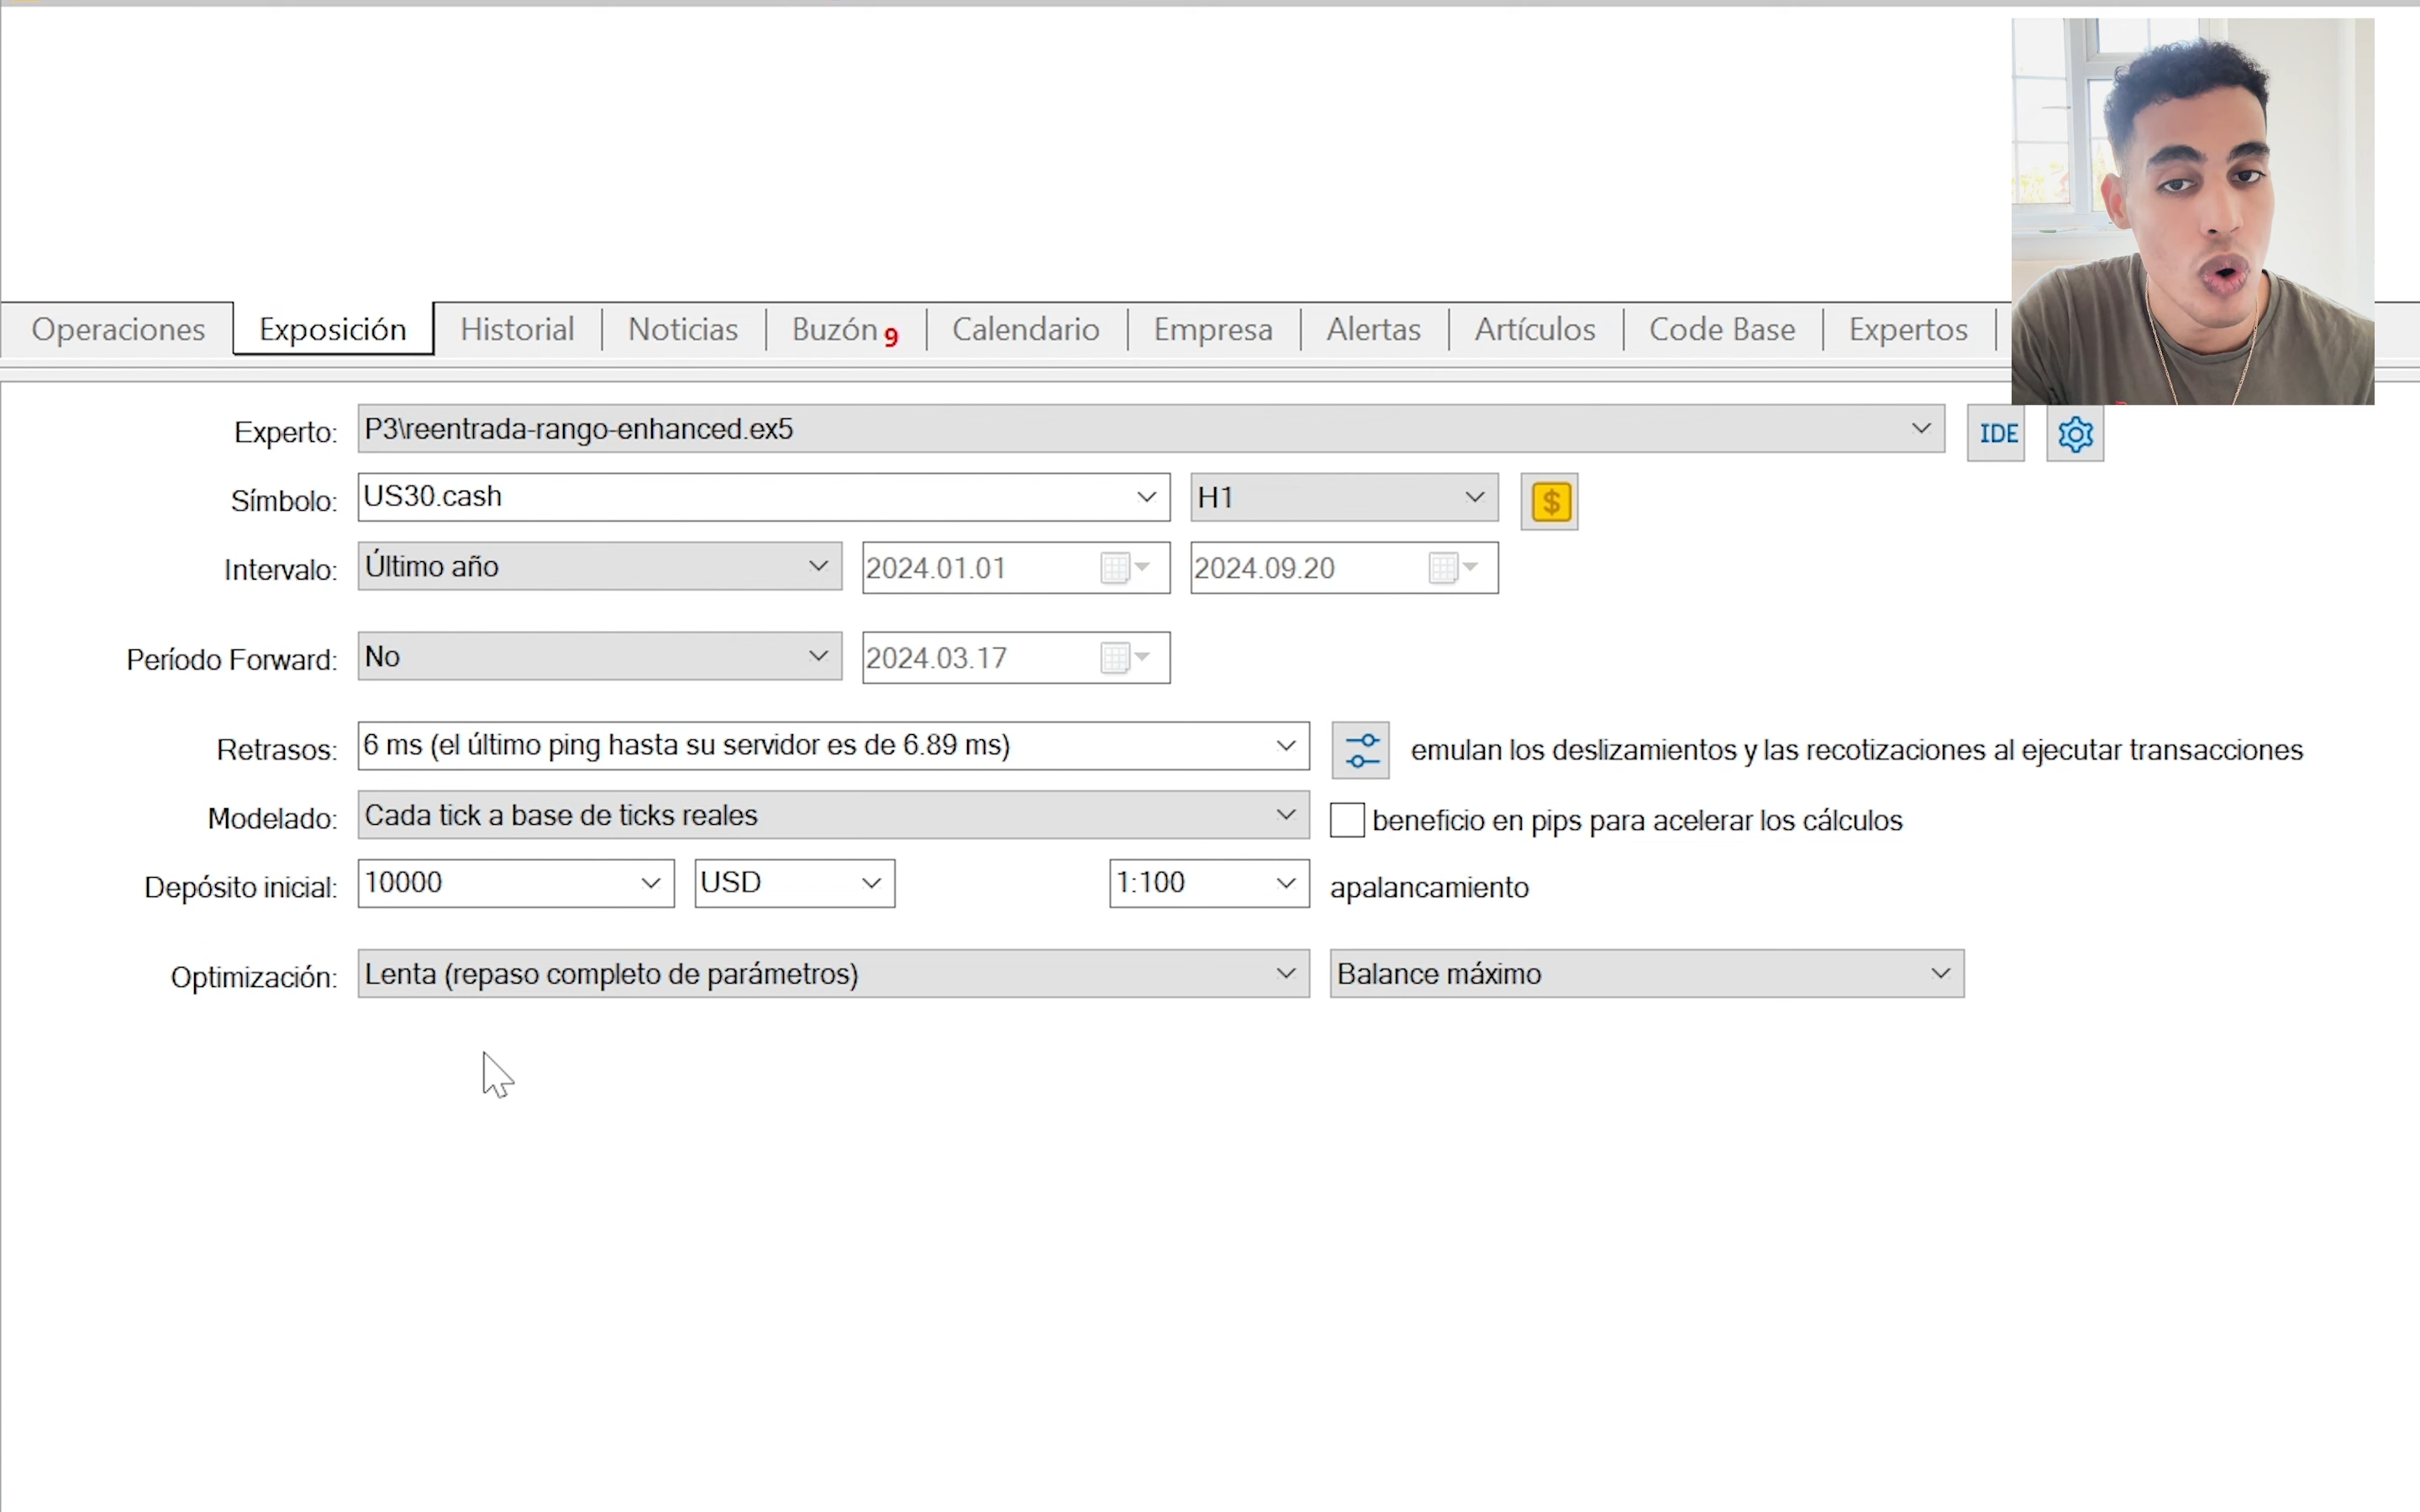 Operaciones Exposición Historial Noticias Buzón 9 Calendario Empresa Alertas Artículos Code Base Expertos
Experto: P3\reentrada-rango-enhanced.ex5 IDE
Símbolo: US30.cash H1 $
Intervalo: Último año 2024.01.01 2024.09.20
Período Forward: No 2024.03.17
Retrasos: 6 ms (el último ping hasta su servidor es de 6.89 ms) emulan los deslizamientos y las recotizaciones al ejecutar transacciones
Modelado: Cada tick a base de ticks reales beneficio en pips para acelerar los cálculos
Depósito inicial: 10000 USD 1:100 apalancamiento
Optimización: Lenta (repaso completo de parámetros) Balance máximo